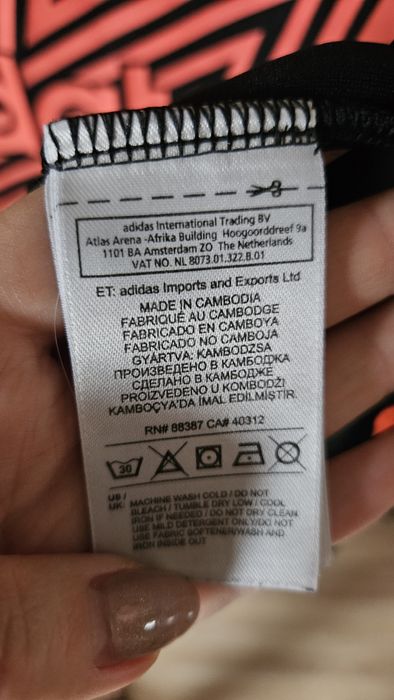 adidas International Trading BV
Atlas Arena -Afrika Building Hoogoorddreef 9a
1101 BA Amsterdam ZO The Netherlands
VAT NO. NL 8073.01.322.B.01
ET: adidas Imports and Exports Ltd
MADE IN CAMBODIA
FABRIQUÉ AU CAMBODGE
FABRICADO EN CAMBOYA
FABRICADO NO CAMBOJA
GYÁRTVA: KAMBODZSA
ПРОИЗВЕДЕНО В КАМБОДЖА
СДЕЛАНО В КАМБОДЖЕ
PROIZVEDENO U KOMBODŽI
KAMBOÇYA'DA İMAL EDİLMİŞTİR.
RN# 88387 CA# 40312
30
US /
UK: MACHINE WASH COLD / DO NOT
BLEACH / TUMBLE DRY LOW / COOL
IRON IF NEEDED / DO NOT DRY CLEAN
USE MILD DETERGENT ONLY/DO NOT
USE FABRIC SOFTENER/WASH AND
IRON INSIDE OUT